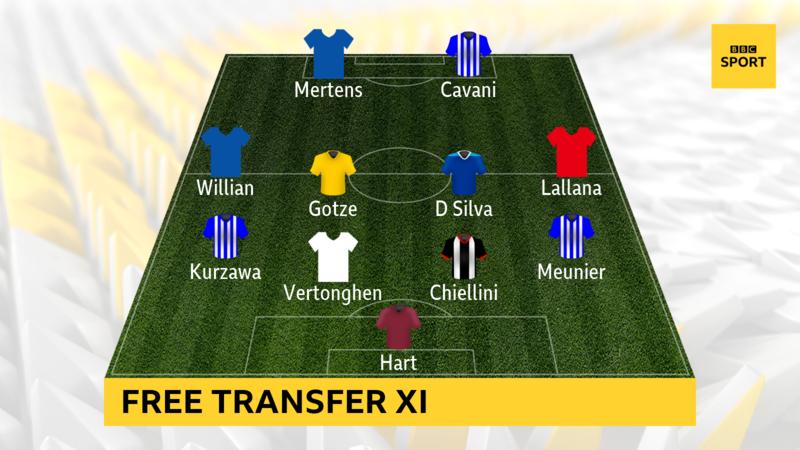 BBC
SPORT
Mertens
Cavani
Willian
Lallana
Gotze
D Silva
Kurzawa
Meunier
Vertonghen
Chiellini
Hart
FREE TRANSFER XI